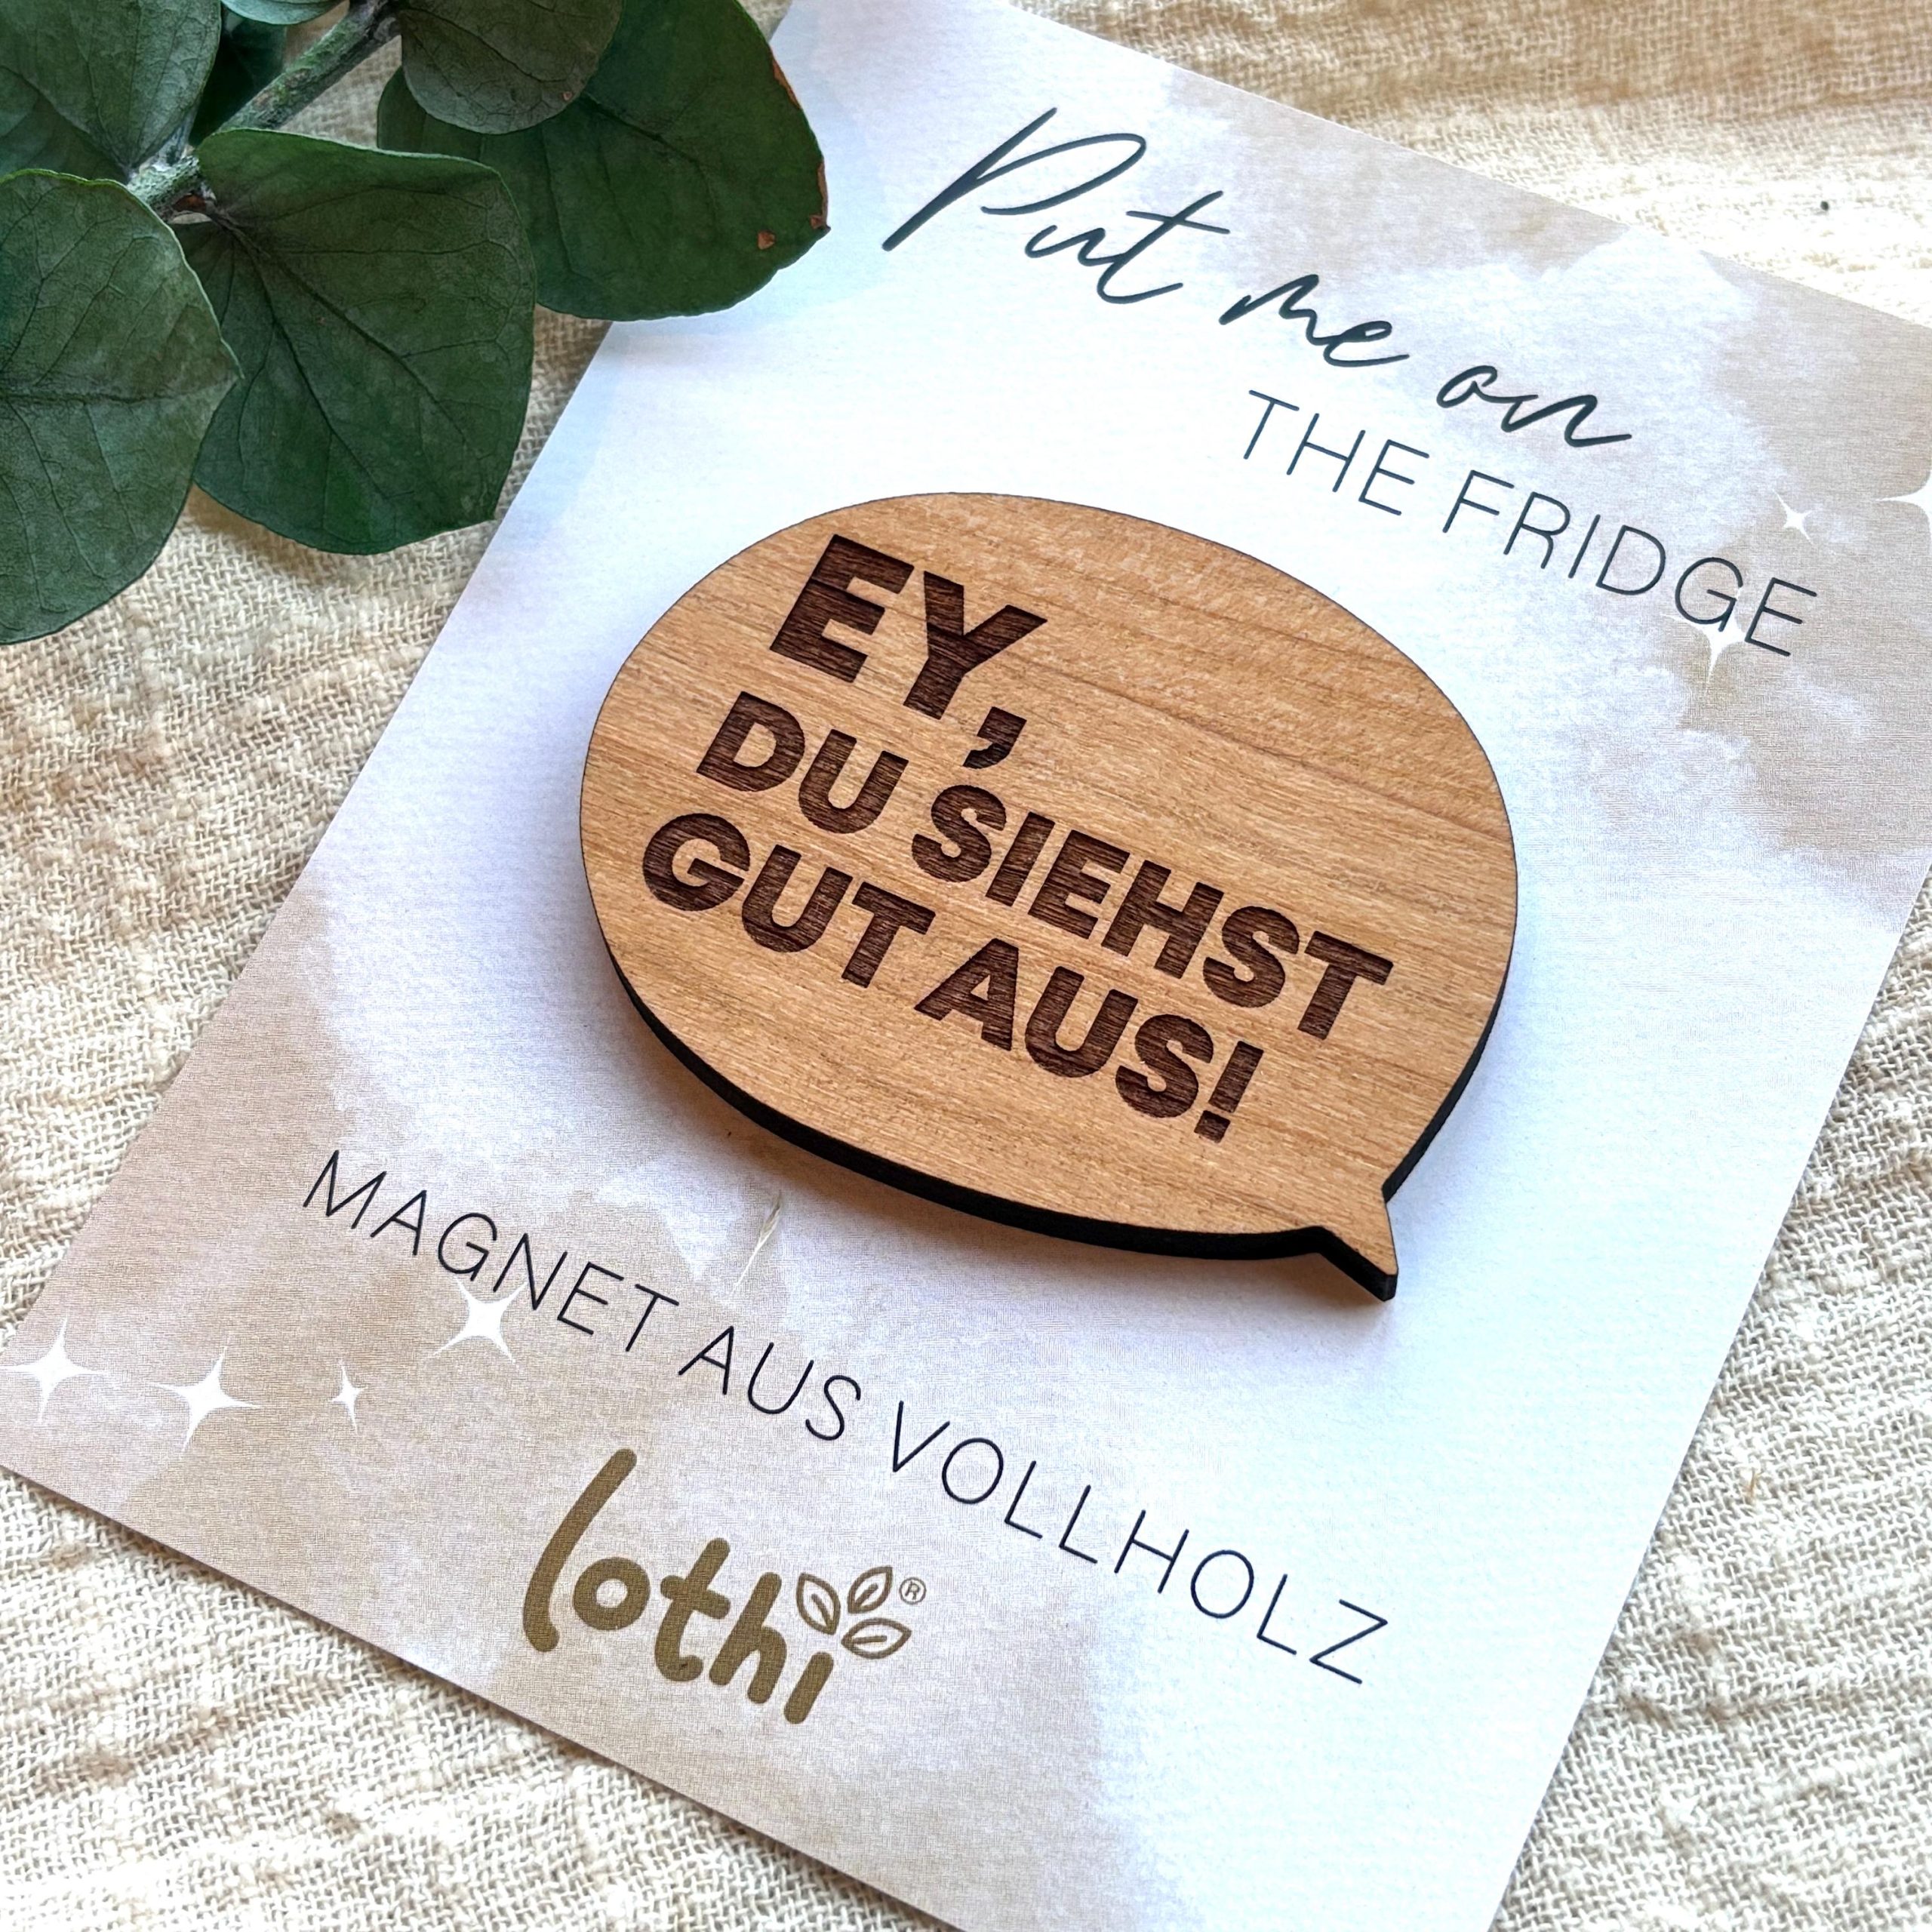 Put me on
THE FRIDGE
EY,
DU SIEHST
GUT AUS!
MAGNET AUS VOLLHOLZ
lothi®